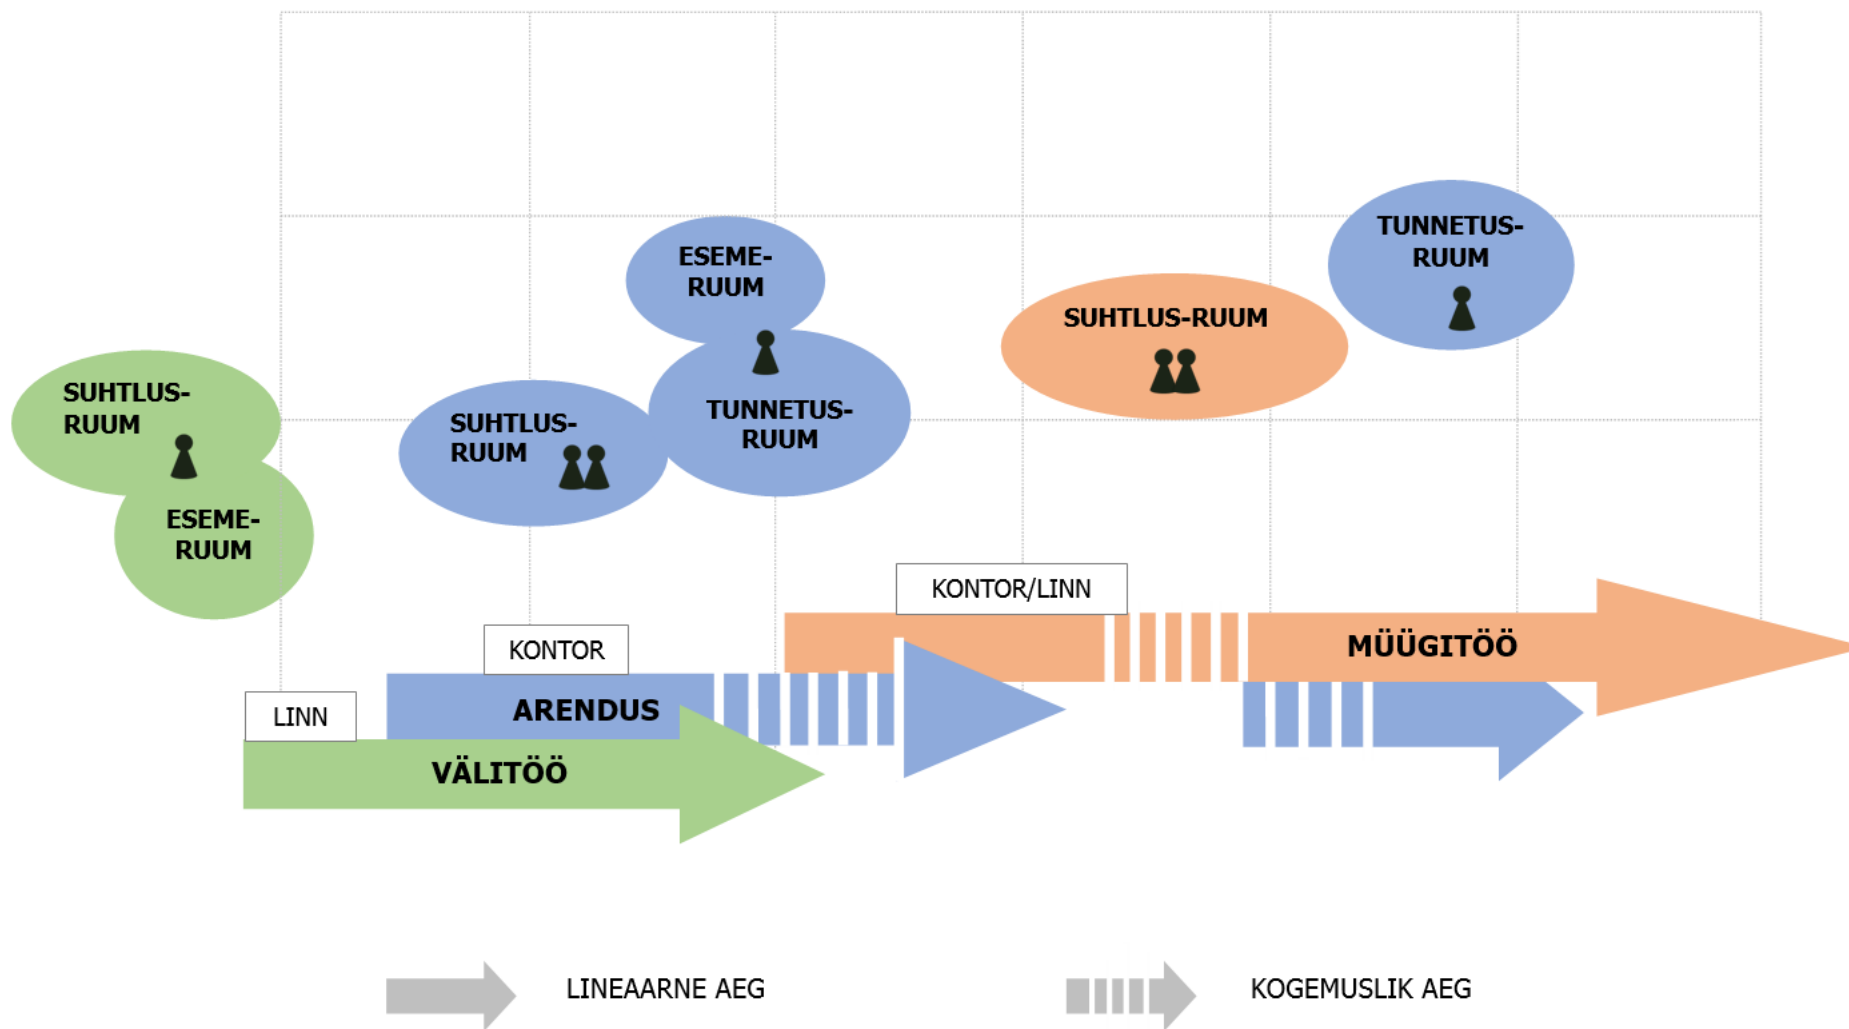 TUNNETUS-
RUUM
ESEME-
RUUM
SUHTLUS-RUUM
SUHTLUS-
RUUM
SUHTLUS-
RUUM
TUNNETUS-
RUUM
ESEME-
RUUM
KONTOR/LINN
KONTOR
MÜÜGITÖÖ
LINN
ARENDUS
VÄLITÖÖ
LINEAARNE AEG
KOGEMUSLIK AEG